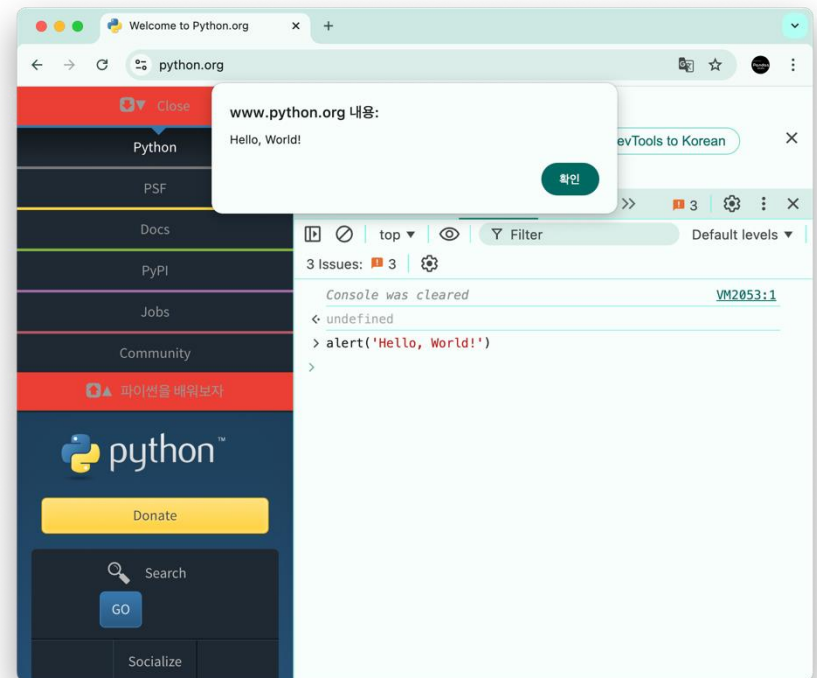 Welcome to Python.org
python.org
Close
www.python.org 내용:
Hello, World!
확인
evTools to Korean
Python
PSF
3
Docs
top
Filter
Default levels
PyPI
3 Issues: 3
Jobs
Console was cleared
VM2053:1
undefined
Community
alert('Hello, World!')
파이썬을 배워보자
python™
Donate
Search
GO
Socialize